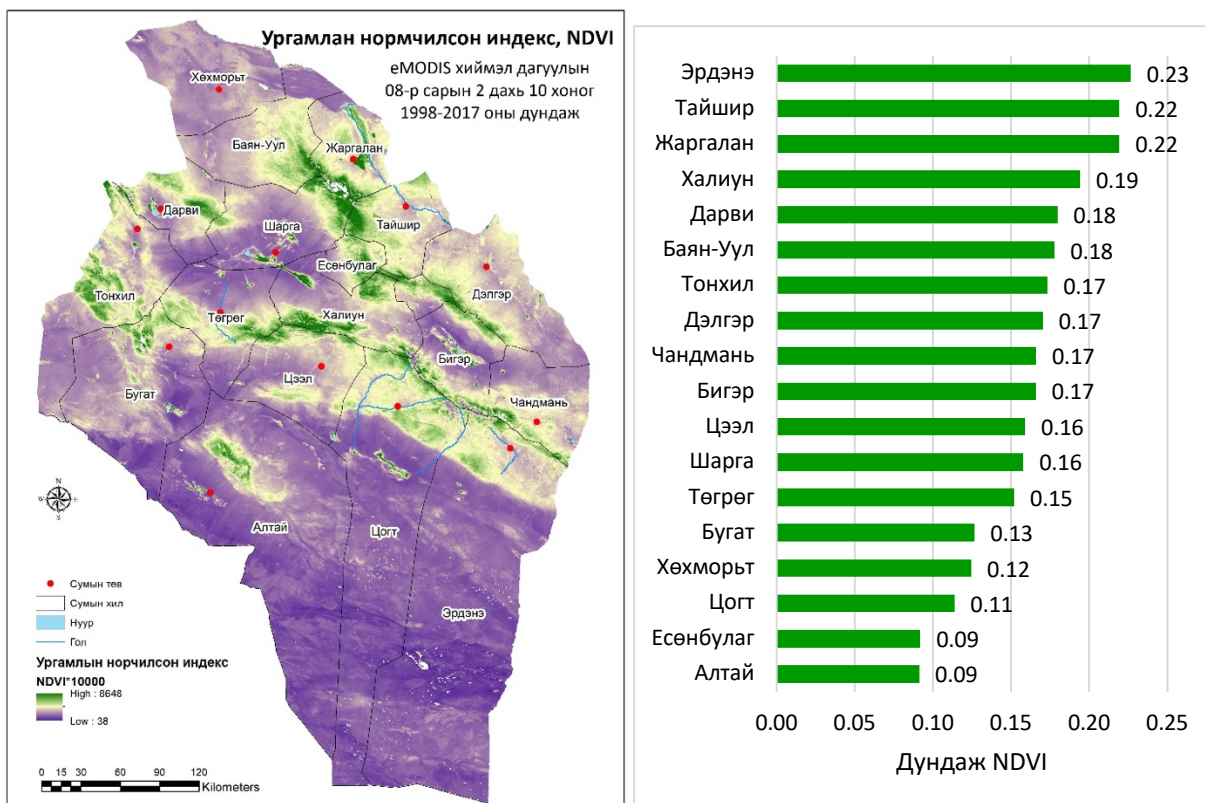 Ургамлан нормчилсон индекс, NDVI
eMODIS хиймэл дагуулын
08-р сарын 2 дахь 10 хоног
1998-2017 оны дундаж
Хөхморьт
Баян-Уул
Жаргалан
Дарви
Шарга
Тайшир
Есөнбулаг
Тонхил
Дэлгэр
Төгрөг
Халиун
Бигэр
Цээл
Бугат
Чандмань
Алтай
Цогт
Эрдэнэ
N
W E
S
Сумын төв
Сумын хил
Нуур
Гол
Ургамлын норчилсон индекс
NDVI*10000
High : 8648
Low : 38
0 15 30 60 90 120
Kilometers
Эрдэнэ 0.23
Тайшир 0.22
Жаргалан 0.22
Халиун 0.19
Дарви 0.18
Баян-Уул 0.18
Тонхил 0.17
Дэлгэр 0.17
Чандмань 0.17
Бигэр 0.17
Цээл 0.16
Шарга 0.16
Төгрөг 0.15
Бугат 0.13
Хөхморьт 0.12
Цогт 0.11
Есөнбулаг 0.09
Алтай 0.09
0.00 0.05 0.10 0.15 0.20 0.25
Дундаж NDVI